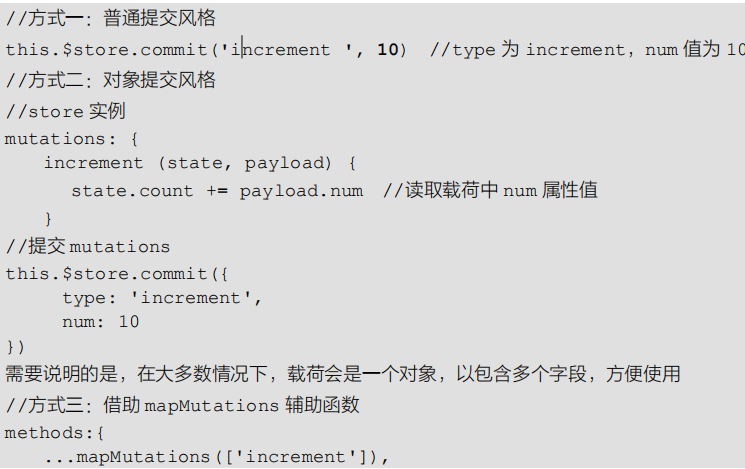 //方式一：普通提交风格
this.$store.commit('increment ', 10)  //type 为 increment，num 值为 10
//方式二：对象提交风格
//store 实例
mutations: {
    increment (state, payload) {
      state.count += payload.num  //读取载荷中 num 属性值
    }
//提交 mutations
this.$store.commit({
     type: 'increment',
     num: 10
})
需要说明的是，在大多数情况下，载荷会是一个对象，以包含多个字段，方便使用
//方式三：借助 mapMutations 辅助函数
methods:{
    ...mapMutations(['increment']),